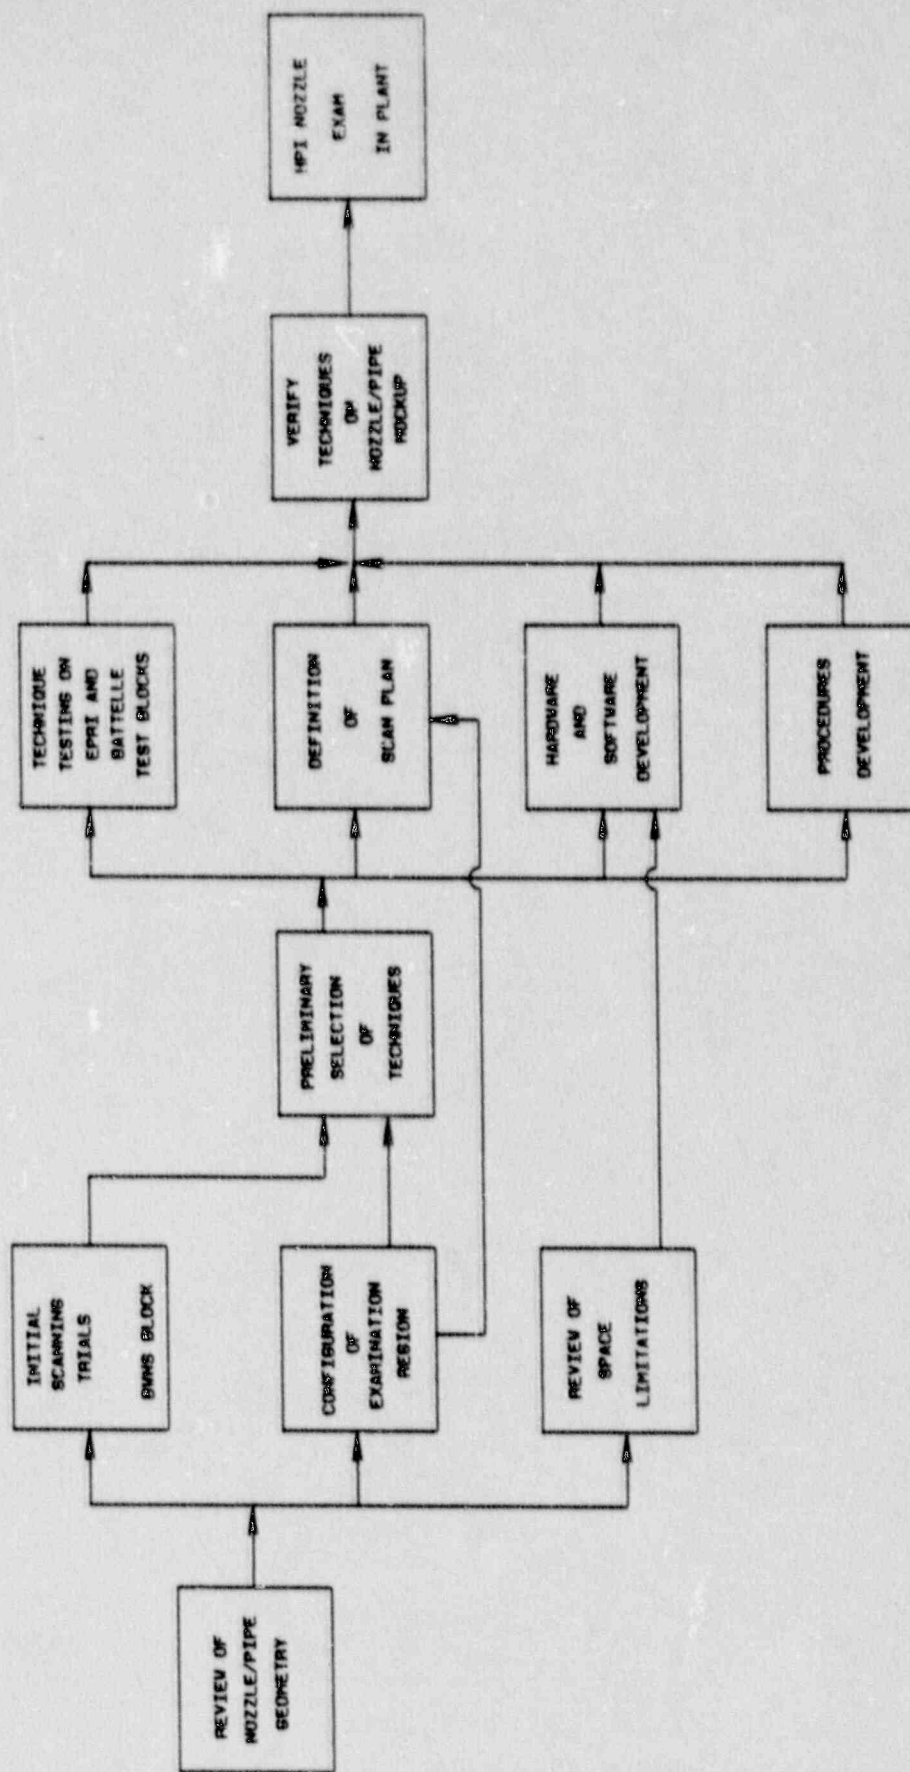 REVIEW OF
NOZZLE/PIPE
GEOMETRY
INITIAL
SCANNING
TRIALS
BWNS BLOCK
CONFIGURATION
OF
EXAMINATION
REGION
REVIEW OF
SPACE
LIMITATIONS
PRELIMINARY
SELECTION
OF
TECHNIQUES
TECHNIQUE
TESTING ON
EPRI AND
BATTELLE
TEST BLOCKS
DEFINITION
OF
SCAN PLAN
HARDWARE
AND
SOFTWARE
DEVELOPMENT
PROCEDURES
DEVELOPMENT
VERIFY
TECHNIQUES
ON
NOZZLE/PIPE
MOCKUP
HPI NOZZLE
EXAM
IN PLANT